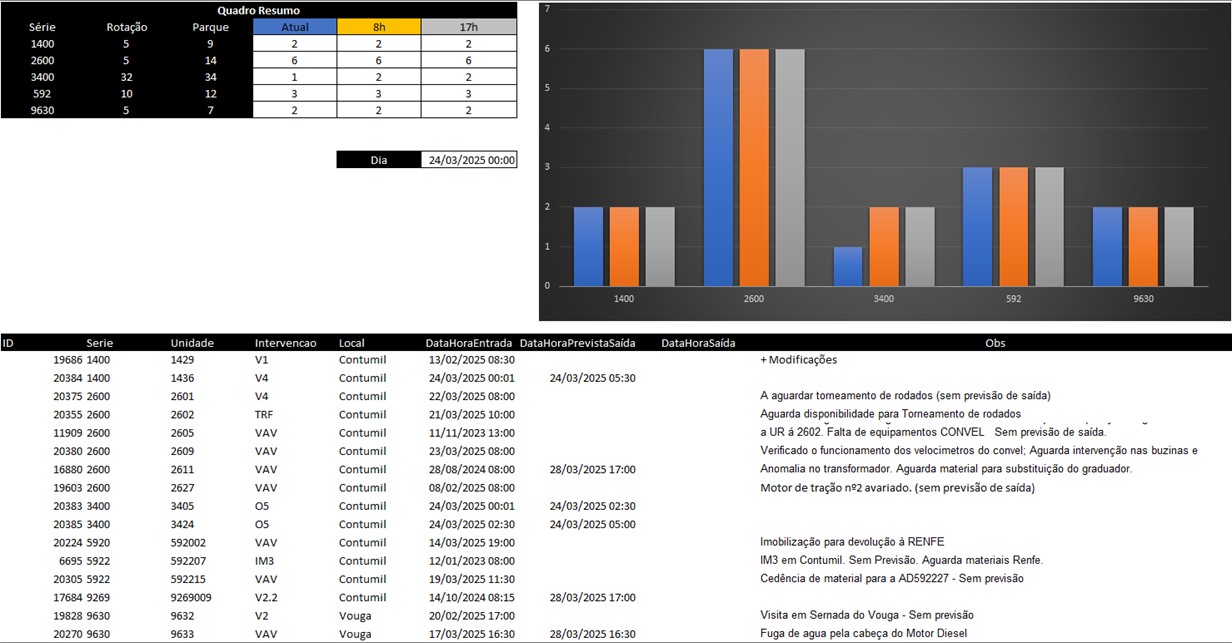 Quadro Resumo
Série Rotação Parque Atual 8h 17h
1400 5 9 2 2 2
2600 5 14 6 6 6
3400 32 34 1 2 2
592 10 12 3 3 3
9630 5 7 2 2 2
Dia 24/03/2025 00:00
7
6
5
4
3
2
1
0
1400 2600 3400 592 9630
ID Serie Unidade Intervencao Local DataHoraEntrada DataHoraPrevistaSaída DataHoraSaída Obs
19686 1400 1429 V1 Contumil 13/02/2025 08:30 + Modificações
20384 1400 1436 V4 Contumil 24/03/2025 00:01 24/03/2025 05:30
20375 2600 2601 V4 Contumil 22/03/2025 08:00 A aguardar torneamento de rodados (sem previsão de saída)
20355 2600 2602 TRF Contumil 21/03/2025 10:00 Aguarda disponibilidade para Torneamento de rodados
11909 2600 2605 VAV Contumil 11/11/2023 13:00 a UR á 2602. Falta de equipamentos CONVEL Sem previsão de saída.
20380 2600 2609 VAV Contumil 23/03/2025 08:00 Verificado o funcionamento dos velocimetros do convel; Aguarda intervenção nas buzinas e
16880 2600 2611 VAV Contumil 28/08/2024 08:00 28/03/2025 17:00 Anomalia no transformador. Aguarda material para substituição do graduador.
19603 2600 2627 VAV Contumil 08/02/2025 08:00 Motor de tração nº2 avariado. (sem previsão de saída)
20383 3400 3405 O5 Contumil 24/03/2025 00:01 24/03/2025 02:30
20385 3400 3424 O5 Contumil 24/03/2025 02:30 24/03/2025 05:00
20224 5920 592002 VAV Contumil 14/03/2025 19:00 Imobilização para devolução à RENFE
6695 5922 592207 IM3 Contumil 12/01/2023 08:00 IM3 em Contumil. Sem Previsão. Aguarda materiais Renfe.
20305 5922 592215 VAV Contumil 19/03/2025 11:30 Cedência de material para a AD592227 - Sem previsão
17684 9269 9269009 V2.2 Contumil 14/10/2024 08:15 28/03/2025 17:00
19828 9630 9632 V2 Vouga 20/02/2025 17:00 Visita em Sernada do Vouga - Sem previsão
20270 9630 9633 VAV Vouga 17/03/2025 16:30 28/03/2025 16:30 Fuga de agua pela cabeça do Motor Diesel